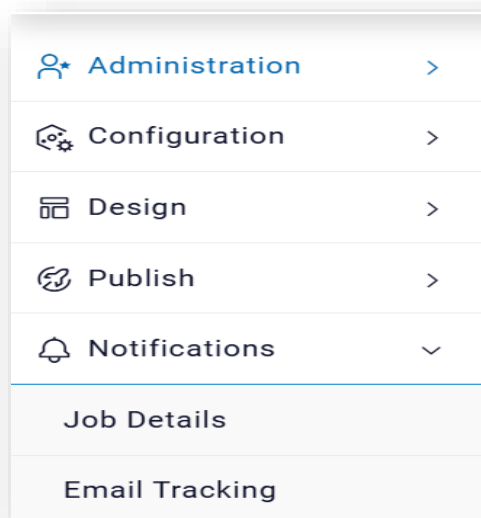 Administration
Configuration
Design
Publish
Notifications
Job Details
Email Tracking